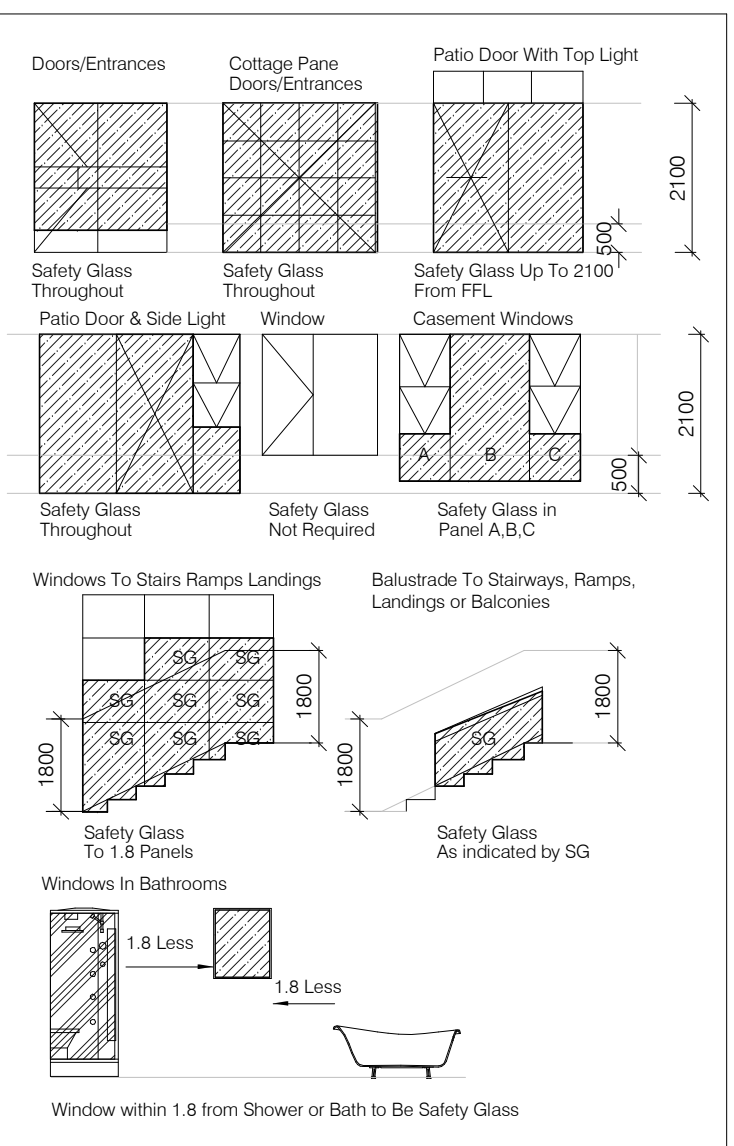 Doors/Entrances
Cottage Pane
Doors/Entrances
Patio Door With Top Light
2100
500
Safety Glass
Throughout
Safety Glass
Throughout
Safety Glass Up To 2100
From FFL
Patio Door & Side Light
Window
Casement Windows
A
B
C
2100
500
Safety Glass
Throughout
Safety Glass
Not Required
Safety Glass in
Panel A,B,C
Windows To Stairs Ramps Landings
SG SG
SG SG SG
SG SG SG
1800
1800
Safety Glass
To 1.8 Panels
Balustrade To Stairways, Ramps,
Landings or Balconies
SG
1800
1800
Safety Glass
As indicated by SG
Windows In Bathrooms
1.8 Less
1.8 Less
Window within 1.8 from Shower or Bath to Be Safety Glass